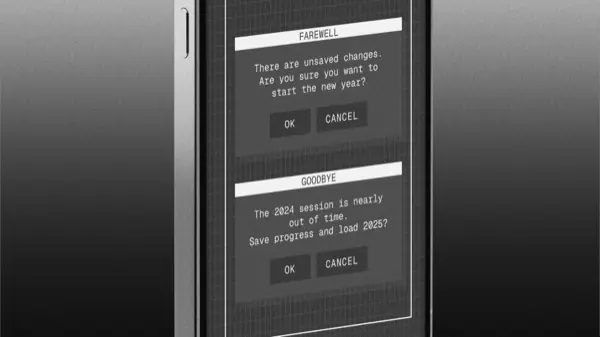 FAREWELL
There are unsaved changes.
Are you sure you want to
start the new year?
OK
CANCEL
GOODBYE
The 2024 session is nearly
out of time.
Save progress and load 2025?
OK
CANCEL